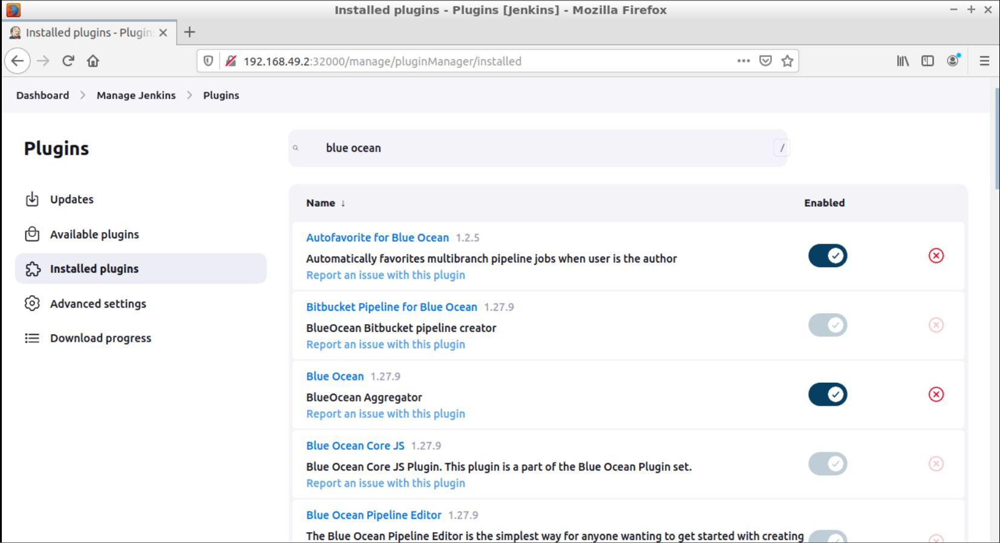 Installed plugins - Plugins [Jenkins] - Mozilla Firefox
Installed plugins - Plugin
192.168.49.2:32000/manage/pluginManager/installed
Dashboard Manage Jenkins Plugins
Plugins
blue ocean /
Updates
Available plugins
Installed plugins
Advanced settings
Download progress
Name ↓ Enabled
Autofavorite for Blue Ocean 1.2.5
Automatically favorites multibranch pipeline jobs when user is the author
Report an issue with this plugin
Bitbucket Pipeline for Blue Ocean 1.27.9
BlueOcean Bitbucket pipeline creator
Report an issue with this plugin
Blue Ocean 1.27.9
BlueOcean Aggregator
Report an issue with this plugin
Blue Ocean Core JS 1.27.9
Blue Ocean Core JS Plugin. This plugin is a part of the Blue Ocean Plugin set.
Report an issue with this plugin
Blue Ocean Pipeline Editor 1.27.9
The Blue Ocean Pipeline Editor is the simplest way for anyone wanting to get started with creating